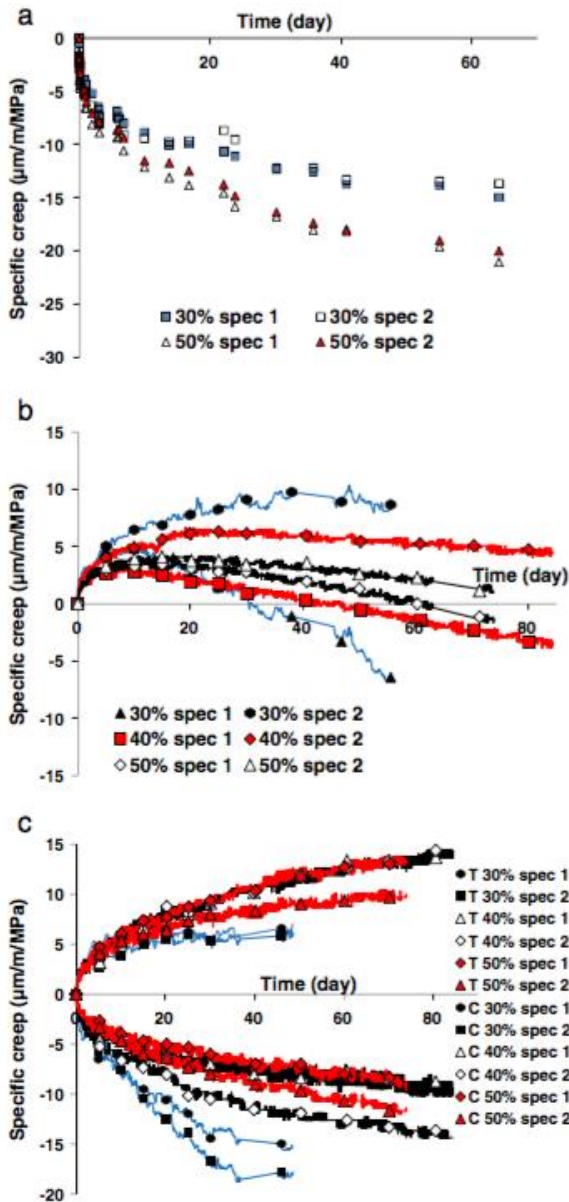 a
Time (day)
20 40 60
0
-5
-10
-15
-20
-25
-30
Specific creep (µm/m/MPa)
30% spec 1 30% spec 2
50% spec 1 50% spec 2
b
15
10
5
0
-5
-10
-15
Specific creep (µm/m/MPa)
Time (day)
0 20 40 60 80
30% spec 1 30% spec 2
40% spec 1 40% spec 2
50% spec 1 50% spec 2
c
15
10
5
0
-5
-10
-15
-20
Specific creep (µm/m/MPa)
Time (day)
0 20 40 60 80
T 30% spec 1
T 30% spec 2
T 40% spec 1
T 40% spec 2
T 50% spec 1
T 50% spec 2
C 30% spec 1
C 30% spec 2
C 40% spec 1
C 40% spec 2
C 50% spec 1
C 50% spec 2